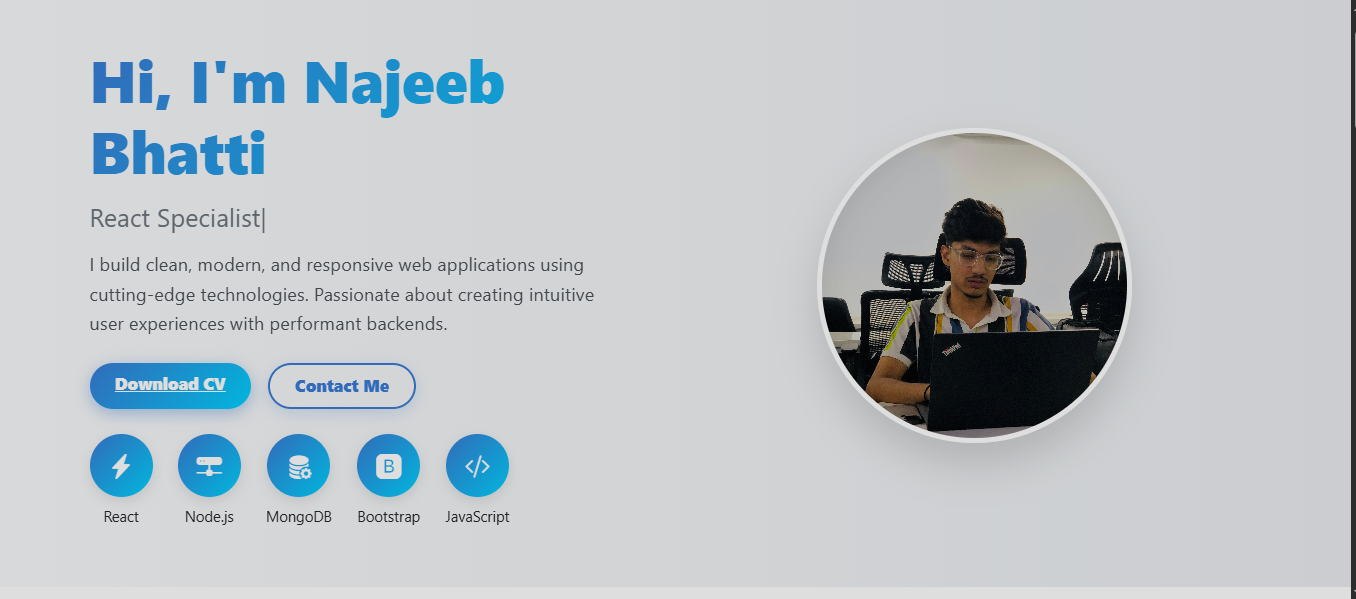 Hi, I'm Najeeb
Bhatti
React Specialist|
I build clean, modern, and responsive web applications using
cutting-edge technologies. Passionate about creating intuitive
user experiences with performant backends.
Download CV Contact Me
ThinkPad
B
React Node.js MongoDB Bootstrap JavaScript